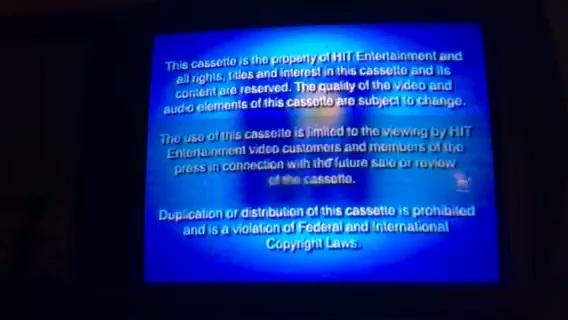 This cassette is the property of HIT Entertainment and
all rights, titles and interest in this cassette and its
content are reserved. The quality of the video and
audio elements of this cassette are subject to change.
The use of this cassette is limited to the viewing by HIT
Entertainment video customers and members of the
press in connection with the future sale or review
of the cassette.
Duplication or distribution of this cassette is prohibited
and is a violation of Federal and International
Copyright Laws.